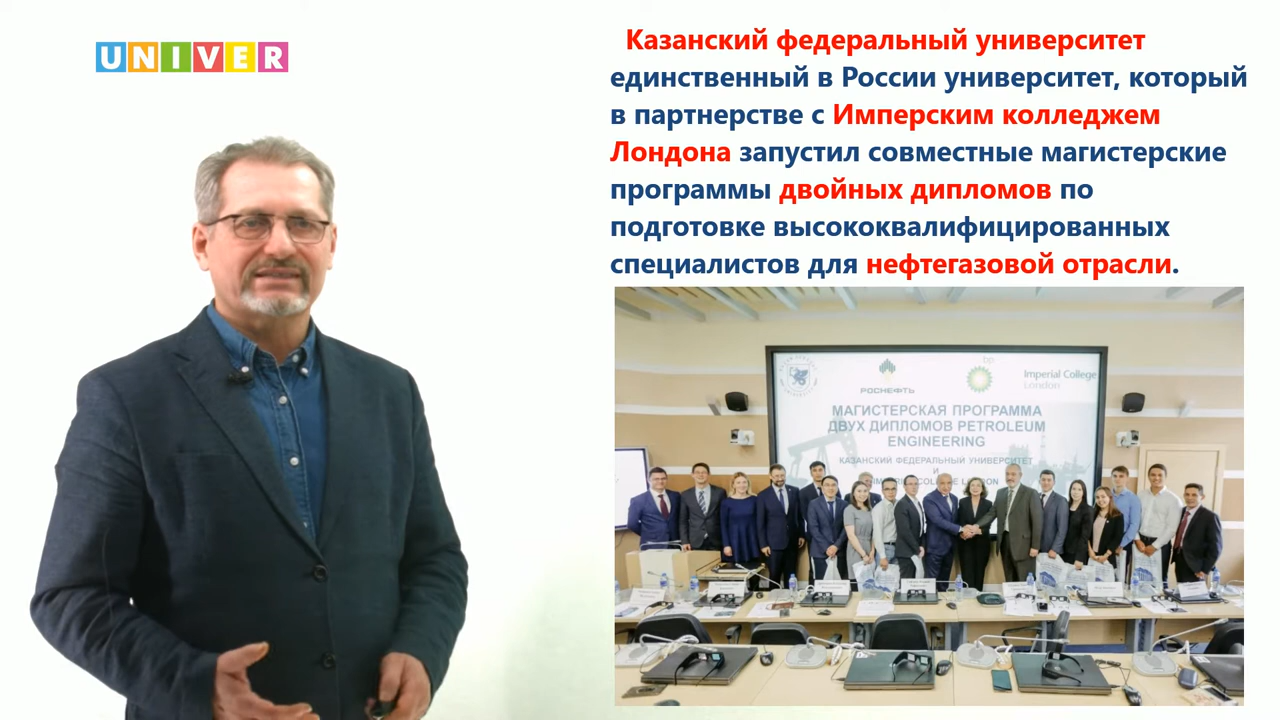 UNIVER
Казанский федеральный университет
единственный в России университет, который
в партнерстве с Имперским колледжем
Лондона запустил совместные магистерские
программы двойных дипломов по
подготовке высококвалифицированных
специалистов для нефтегазовой отрасли.
bp
РОСНЕФТЬ
Imperial College
London
МАГИСТЕРСКАЯ ПРОГРАММА
ДВУХ ДИПЛОМОВ PETROLEUM
ENGINEERING
КАЗАНСКИЙ ФЕДЕРАЛЬНЫЙ УНИВЕРСИТЕТ
И
LONDON